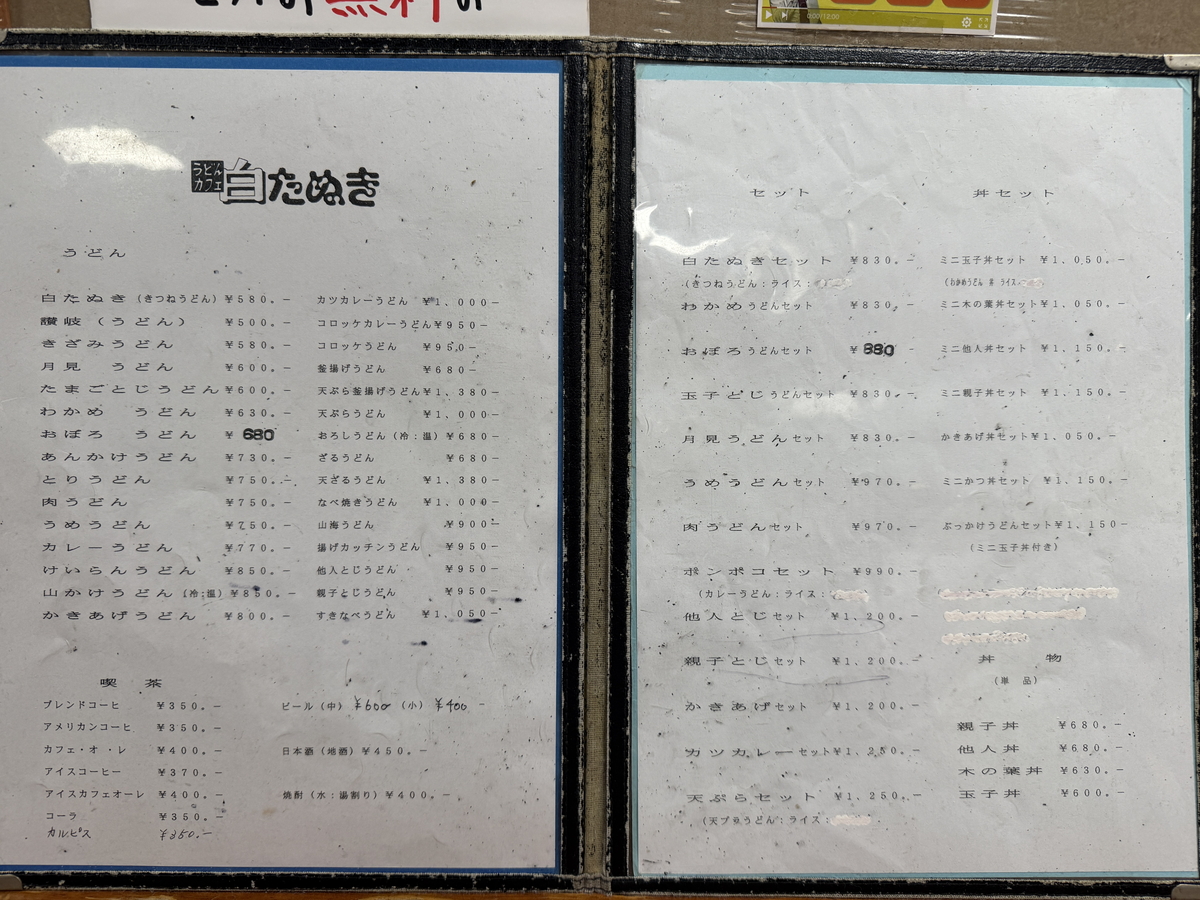 無料
0:00/12:00
うどん
カフェ
白たぬき
うどん
白たぬき (きつねうどん) ¥580.-
讃岐(うどん) ¥500.-
きざみうどん ¥580.-
月見 うどん ¥600.-
たまごとじうどん ¥600.-
わかめ うどん ¥630.-
おぼろ うどん ¥680
あんかけうどん ¥730.-
とりうどん ¥750.-
肉うどん ¥750.-
うめうどん ¥750.-
カレーうどん ¥770.-
けいらんうどん ¥850.-
山かけうどん (冷:温) ¥850.-
かきあげうどん ¥800.-
カツカレーうどん ¥1,000-
コロッケカレーうどん¥950-
コロッケうどん ¥950-
釜揚げうどん ¥680-
天ぷら釜揚げうどん¥1,380-
天ぷらうどん ¥1,000-
おろしうどん(冷:温)¥680-
ざるうどん ¥680-
天ざるうどん ¥1,380-
なべ焼きうどん ¥1,000-
山海うどん ¥900-
揚げカッチンうどん ¥950-
他人とじうどん ¥950-
親子とじうどん ¥950-
すきなべうどん ¥1,050-
喫 茶
ブレンドコーヒ ¥350.-
アメリカンコーヒ ¥350.-
カフェ・オ・レ ¥400.-
アイスコーヒー ¥370.-
アイスカフェオーレ ¥400.-
コーラ ¥350.-
カルピス ¥350.-
ビール(中) ¥600 (小) ¥400
日本酒(地酒)¥450.-
焼酎(水:湯割り)¥400.-
セット
白たぬきセット ¥830.-
(きつねうどん:ライス:
わかめうどんセット ¥830.-
おぼろうどんセット ¥880
玉子とじうどんセット ¥830.-
月見うどんセット ¥830.-
うめうどんセット ¥970.-
肉うどんセット ¥970.-
ポンポコセット ¥990.-
(カレーうどん:ライス:
他人とじセット ¥1,200.-
親子とじセット ¥1,200.-
かきあげセット ¥1,200.-
カツカレーセット¥1,250.-
天ぷらセット ¥1,250.-
(天プラうどん:ライス:
丼セット
ミニ玉子丼セット ¥1,050.-
(わかめうどん 丼 ライス
ミニ木の葉丼セット¥1,050.-
ミニ他人丼セット ¥1,150.-
ミニ親子丼セット ¥1,150.-
かきあげ丼セット¥1,050.-
ミニかつ丼セット ¥1,150.-
ぶっかけうどんセット¥1,150-
(ミニ玉子丼付き)
丼 物
(単 品)
親子丼 ¥680.-
他人丼 ¥680.-
木の葉丼 ¥630.-
玉子丼 ¥600.-